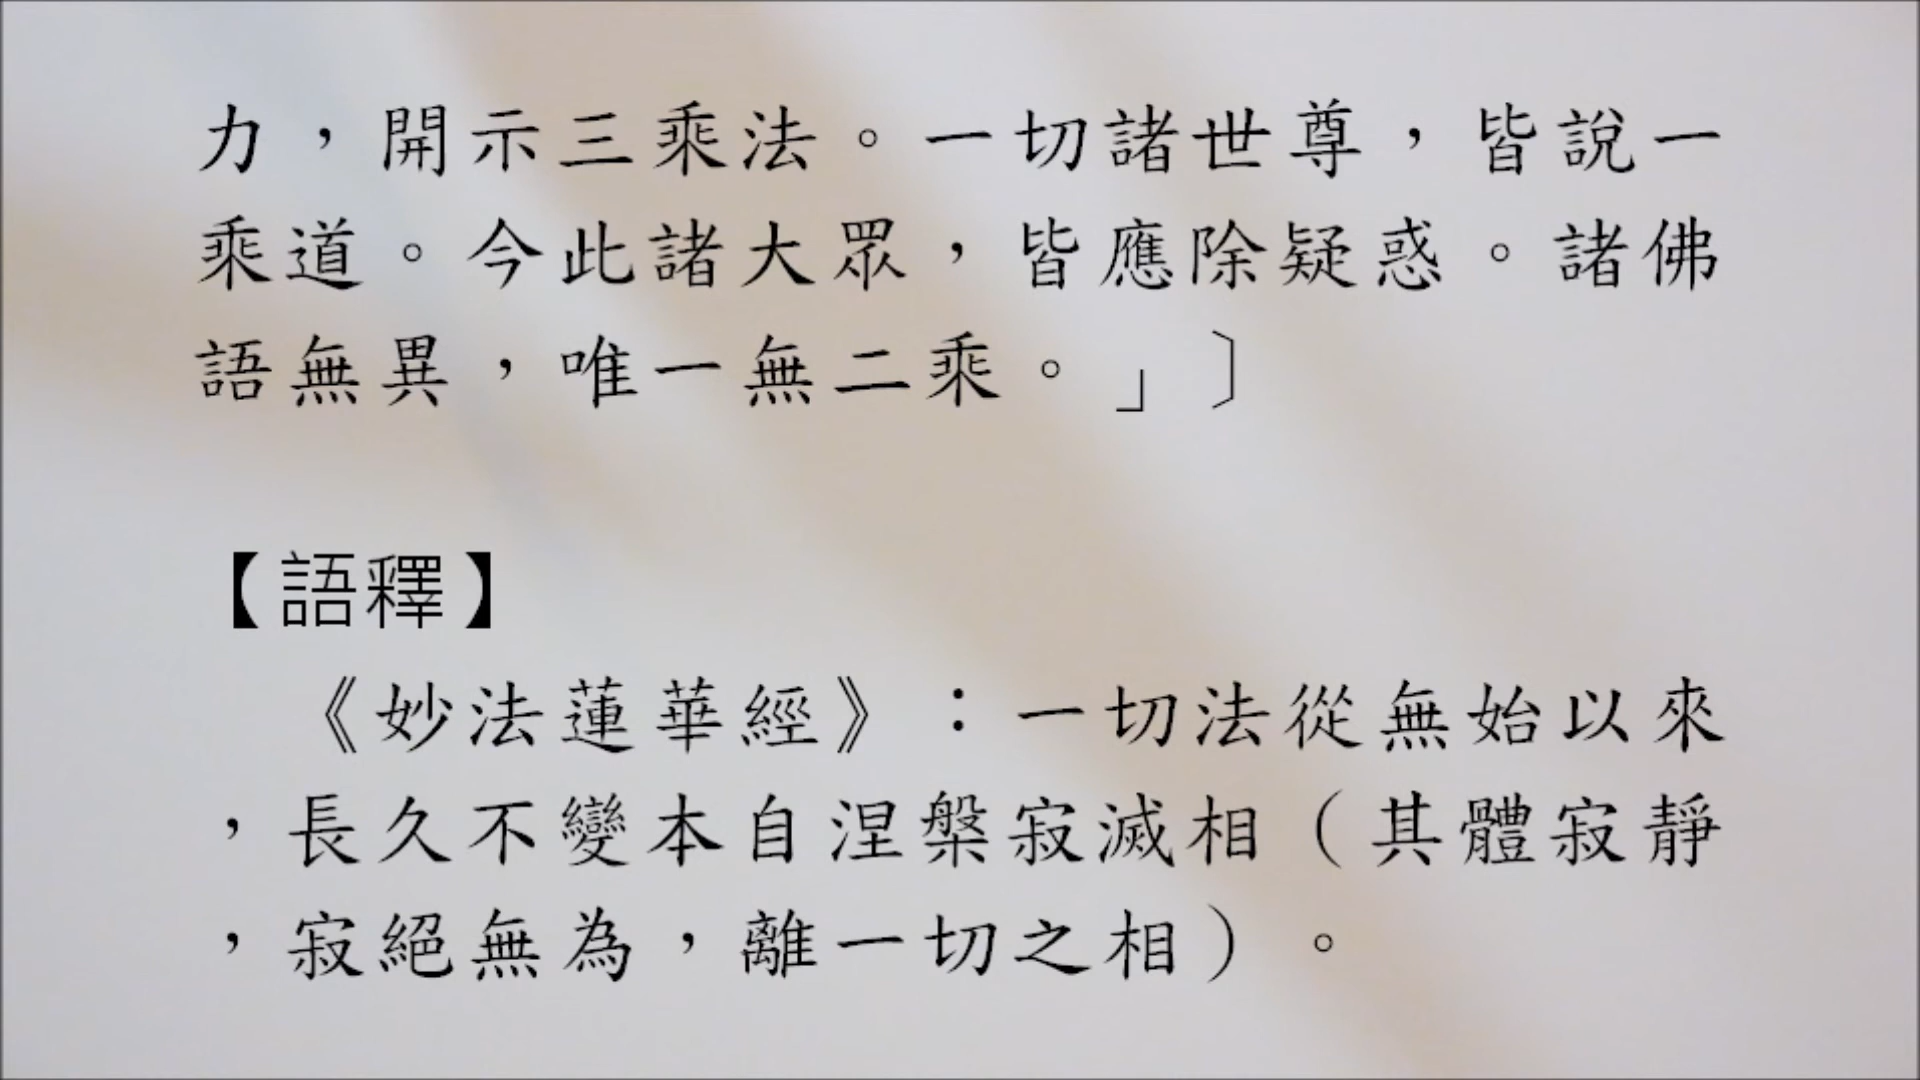 力，開示三乘法。一切諸世尊，皆說一
乘道。今此諸大眾，皆應除疑惑。諸佛
語無異，唯一無二乘。」〕
【語釋】
《妙法蓮華經》：一切法從無始以來
，長久不變本自涅槃寂滅相（其體寂靜
，寂絕無為，離一切之相）。